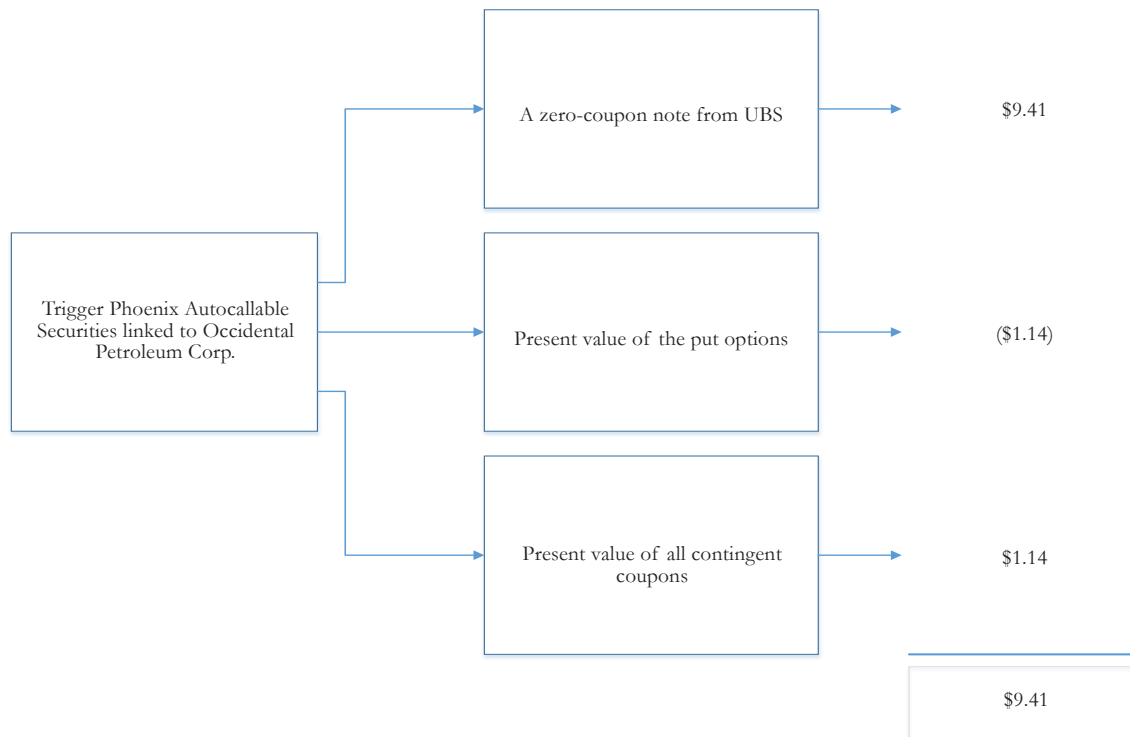 A zero-coupon note from UBS
$9.41
Trigger Phoenix Autocallable
Securities linked to Occidental
Petroleum Corp.
Present value of the put options
($1.14)
Present value of all contingent
coupons
$1.14
$9.41